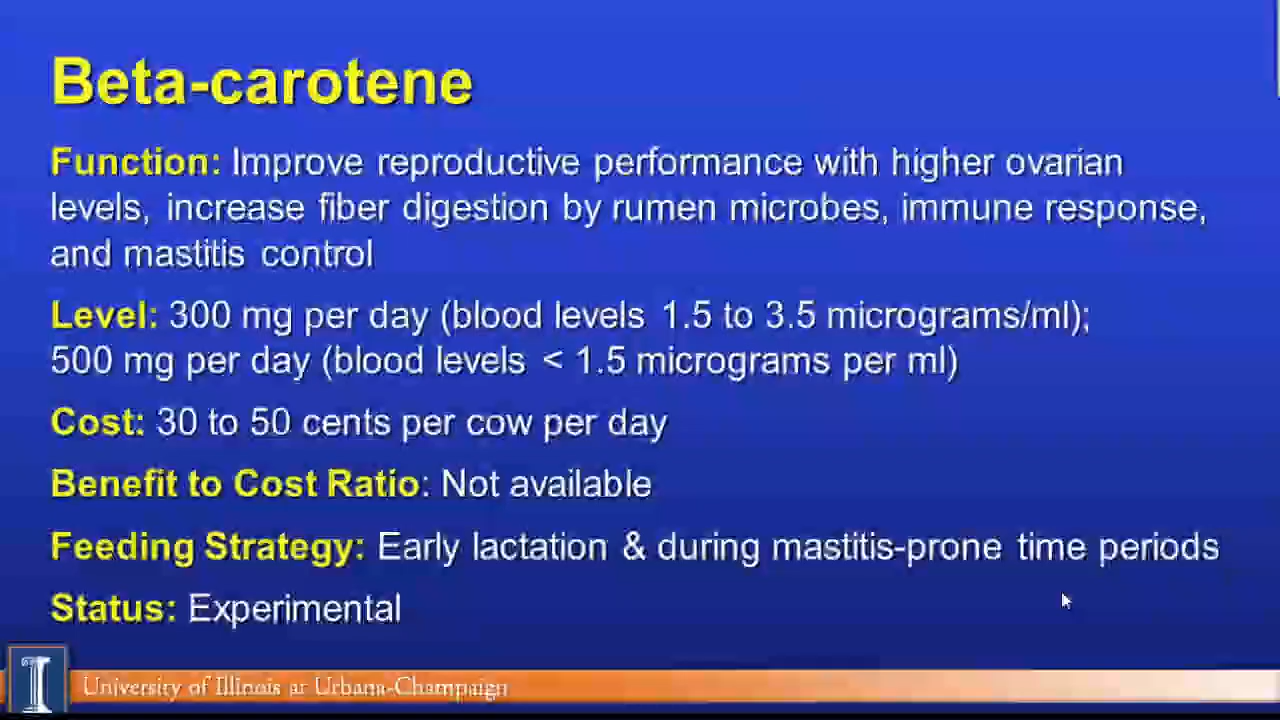 Beta-carotene
Function: Improve reproductive performance with higher ovarian
levels, increase fiber digestion by rumen microbes, immune response,
and mastitis control
Level: 300 mg per day (blood levels 1.5 to 3.5 micrograms/ml);
500 mg per day (blood levels < 1.5 micrograms per ml)
Cost: 30 to 50 cents per cow per day
Benefit to Cost Ratio: Not available
Feeding Strategy: Early lactation & during mastitis-prone time periods
Status: Experimental
University of Illinois at Urbana-Champaign